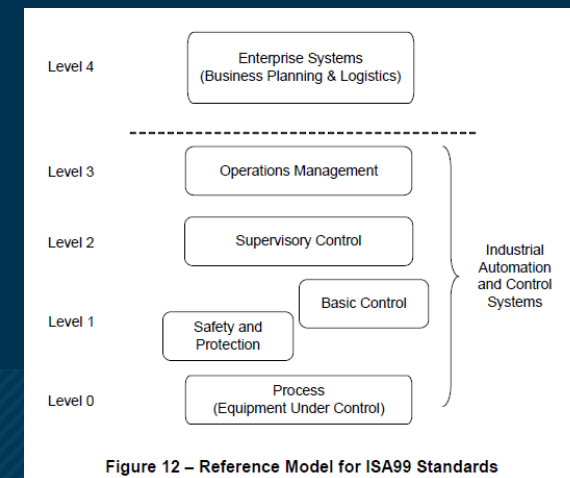 Level 4
Enterprise Systems
(Business Planning & Logistics)
Level 3
Operations Management
Level 2
Supervisory Control
Industrial
Automation
and Control
Systems
Level 1
Basic Control
Safety and
Protection
Level 0
Process
(Equipment Under Control)
Figure 12 – Reference Model for ISA99 Standards